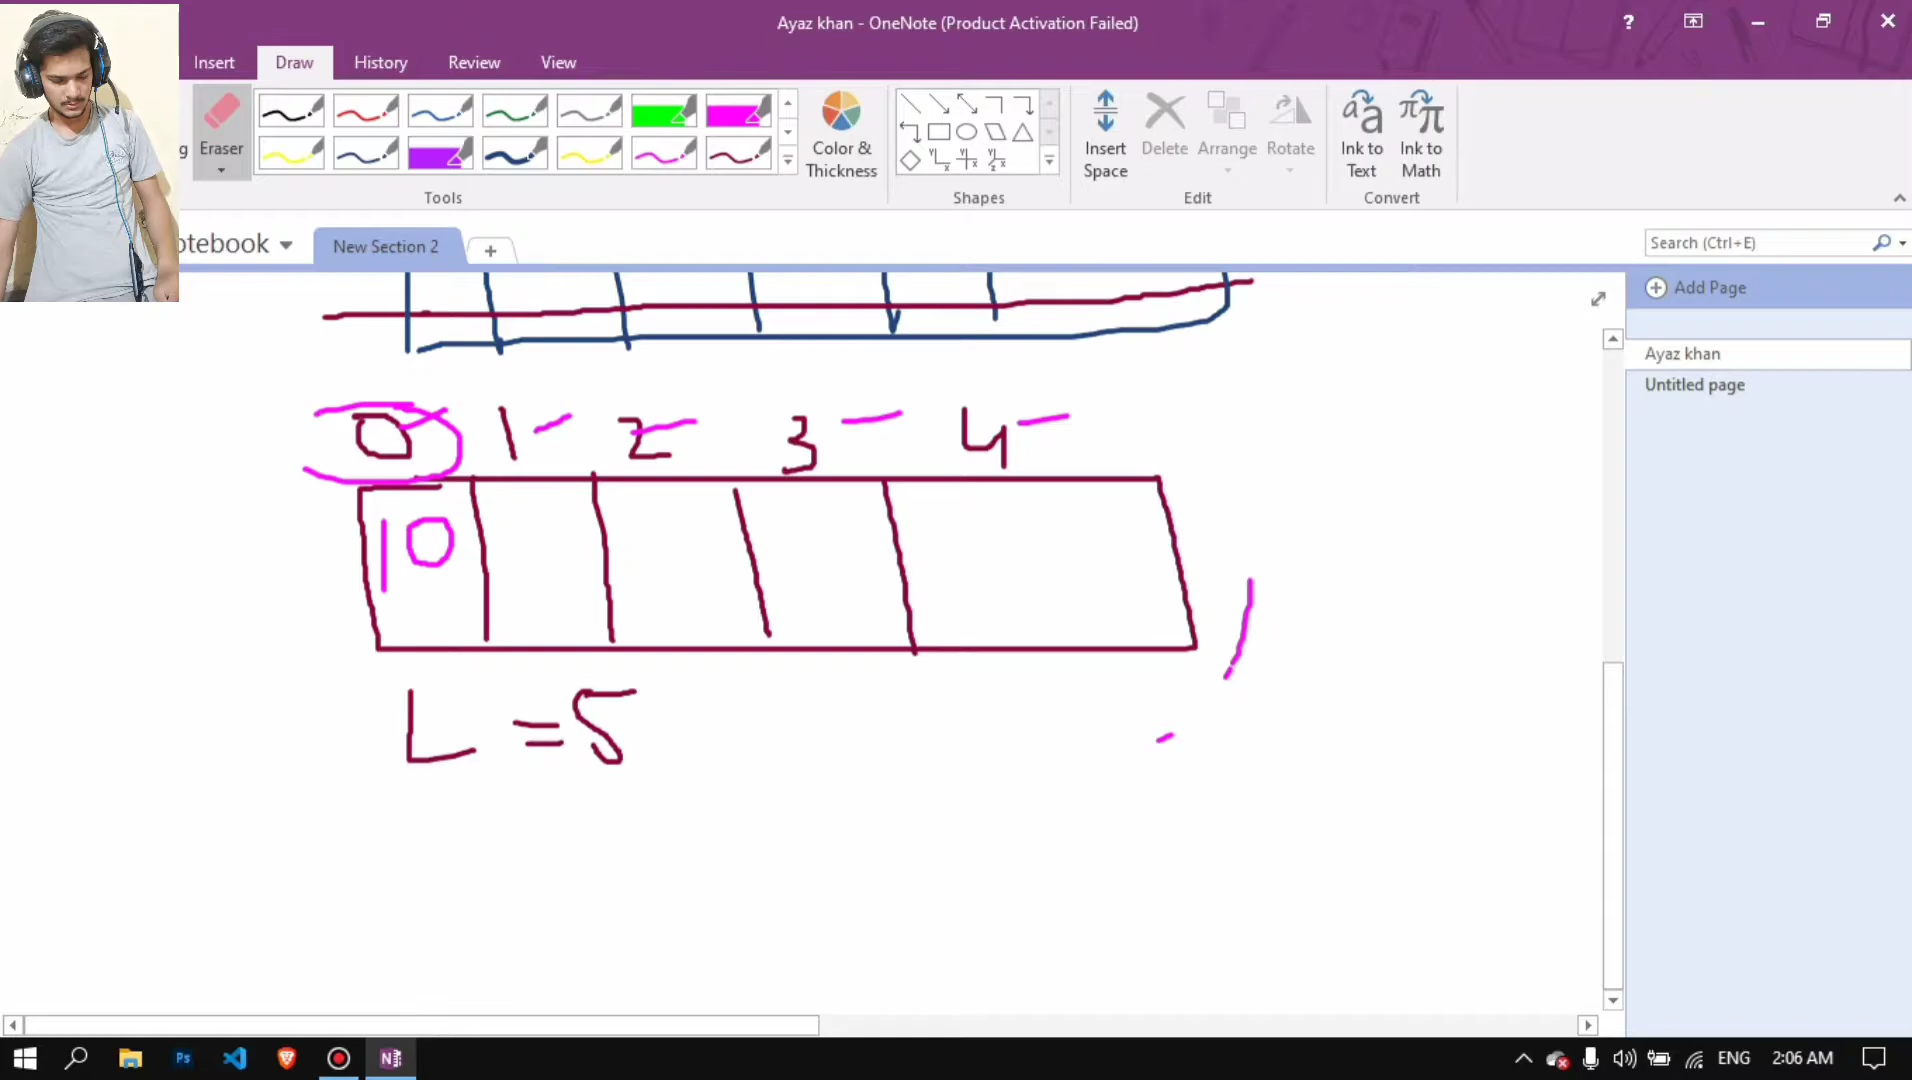 Ayaz khan - OneNote (Product Activation Failed)
Insert Draw History Review View
Eraser
Color & Thickness
Insert Space
Delete Arrange Rotate
Ink to Text
Ink to Math
Tools Shapes Edit Convert
otebook New Section 2
Search (Ctrl+E)
Add Page
Ayaz khan
Untitled page
0 1 2 3 4
10
L = 5
ENG 2:06 AM